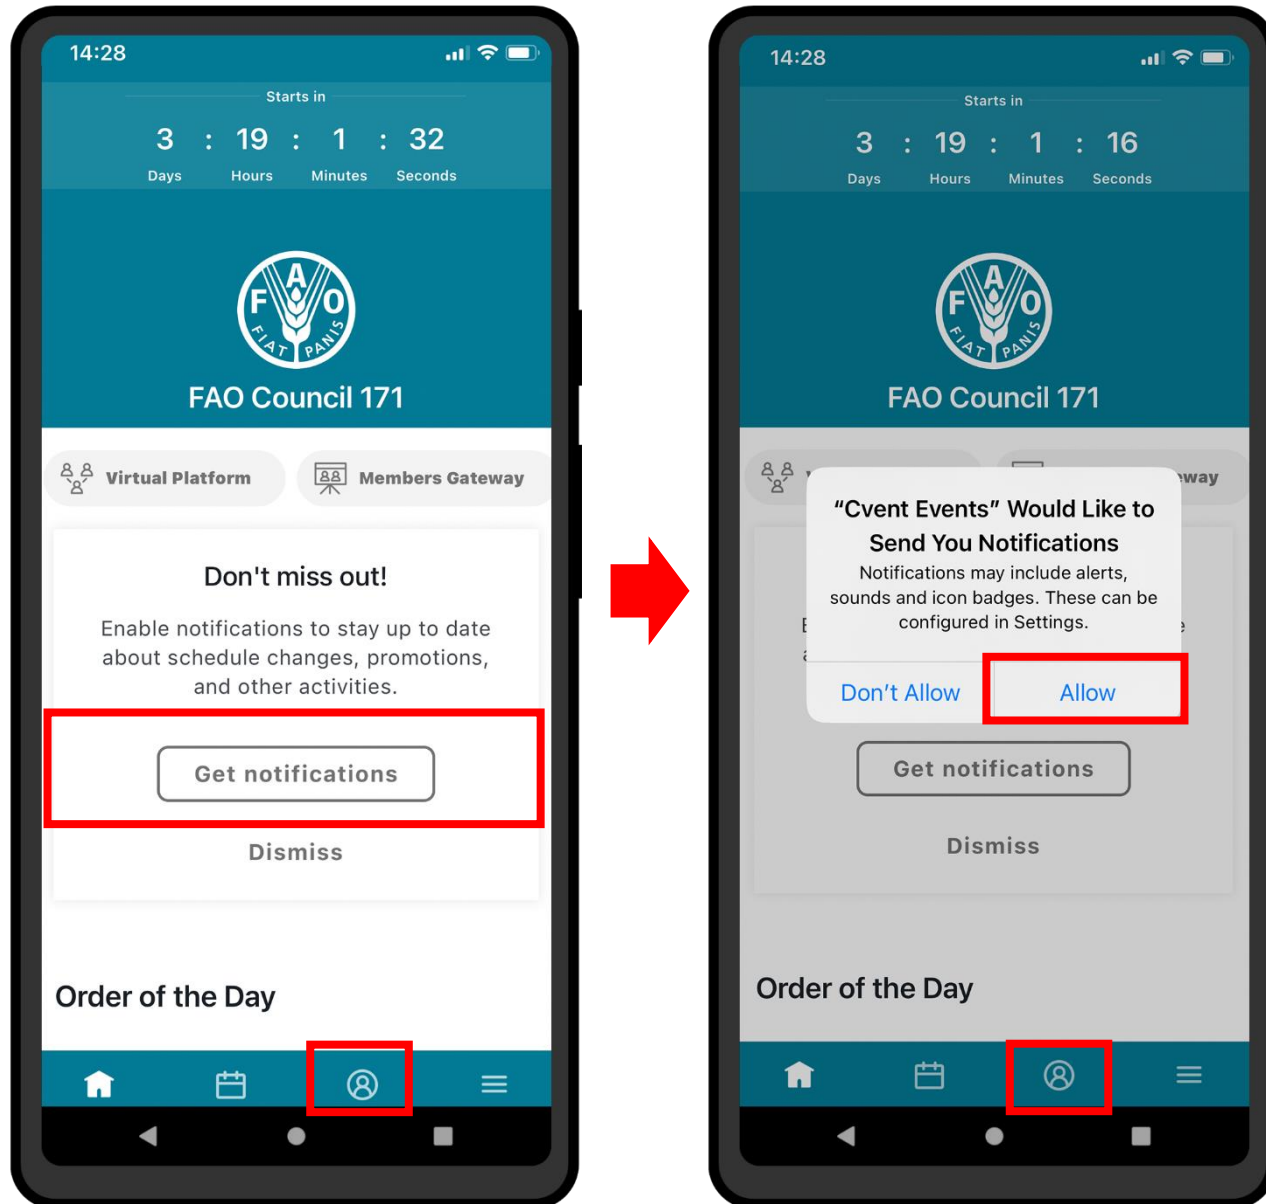 14:28
Starts in
3 : 19 : 1 : 32
Days Hours Minutes Seconds
F A O
FIAT PANIS
FAO Council 171
Virtual Platform
Members Gateway
Don't miss out!
Enable notifications to stay up to date
about schedule changes, promotions,
and other activities.
Get notifications
Dismiss
Order of the Day
14:28
Starts in
3 : 19 : 1 : 16
Days Hours Minutes Seconds
F A O
FIAT PANIS
FAO Council 171
“Cvent Events” Would Like to
Send You Notifications
Notifications may include alerts,
sounds and icon badges. These can be
configured in Settings.
Don’t Allow
Allow
Get notifications
Dismiss
Order of the Day